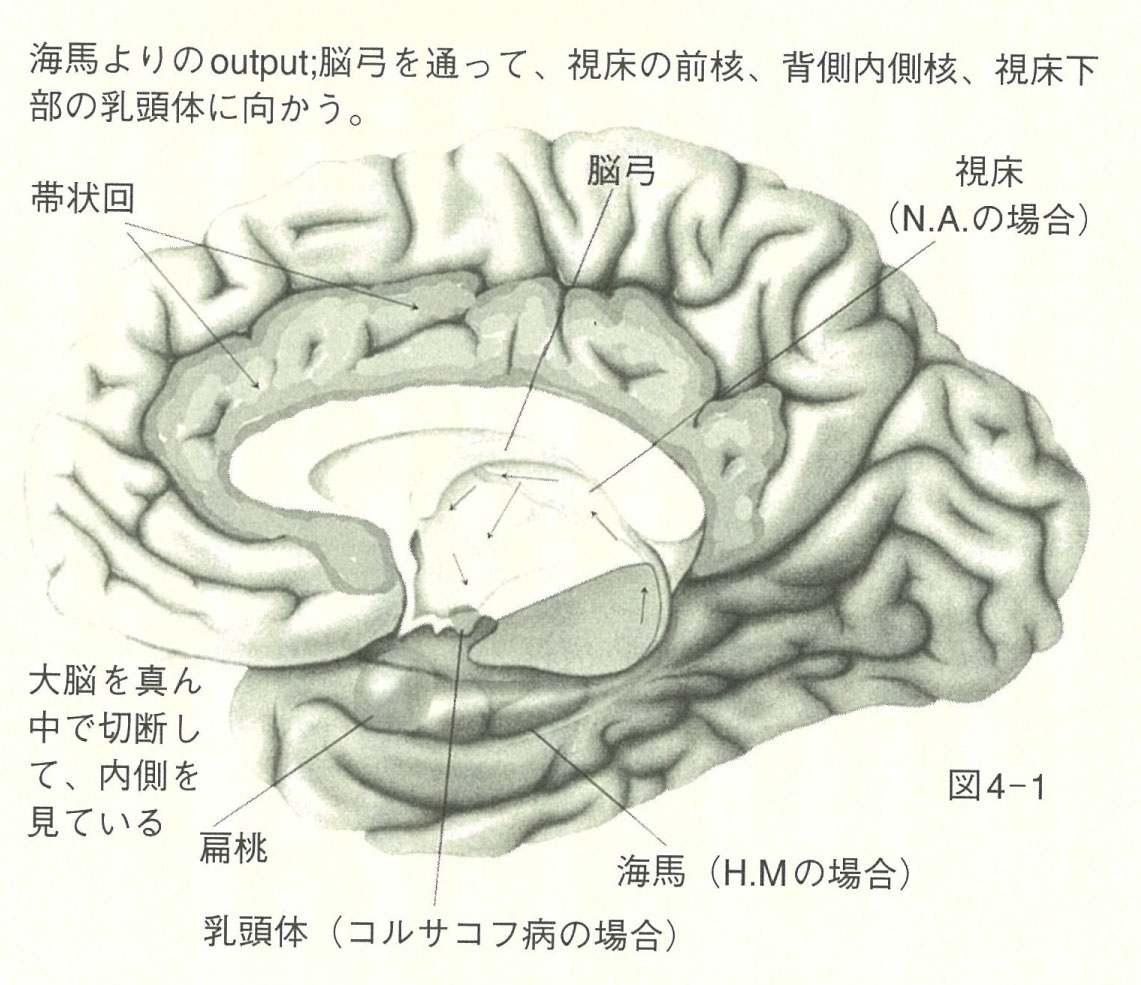 海馬よりのoutput;脳弓を通って、視床の前核、背側内側核、視床下
部の乳頭体に向かう。
帯状回
脳弓
視床
（N.A.の場合）
大脳を真ん
中で切断し
て、内側を
見ている
図4−1
扁桃
海馬（H.Mの場合）
乳頭体（コルサコフ病の場合）